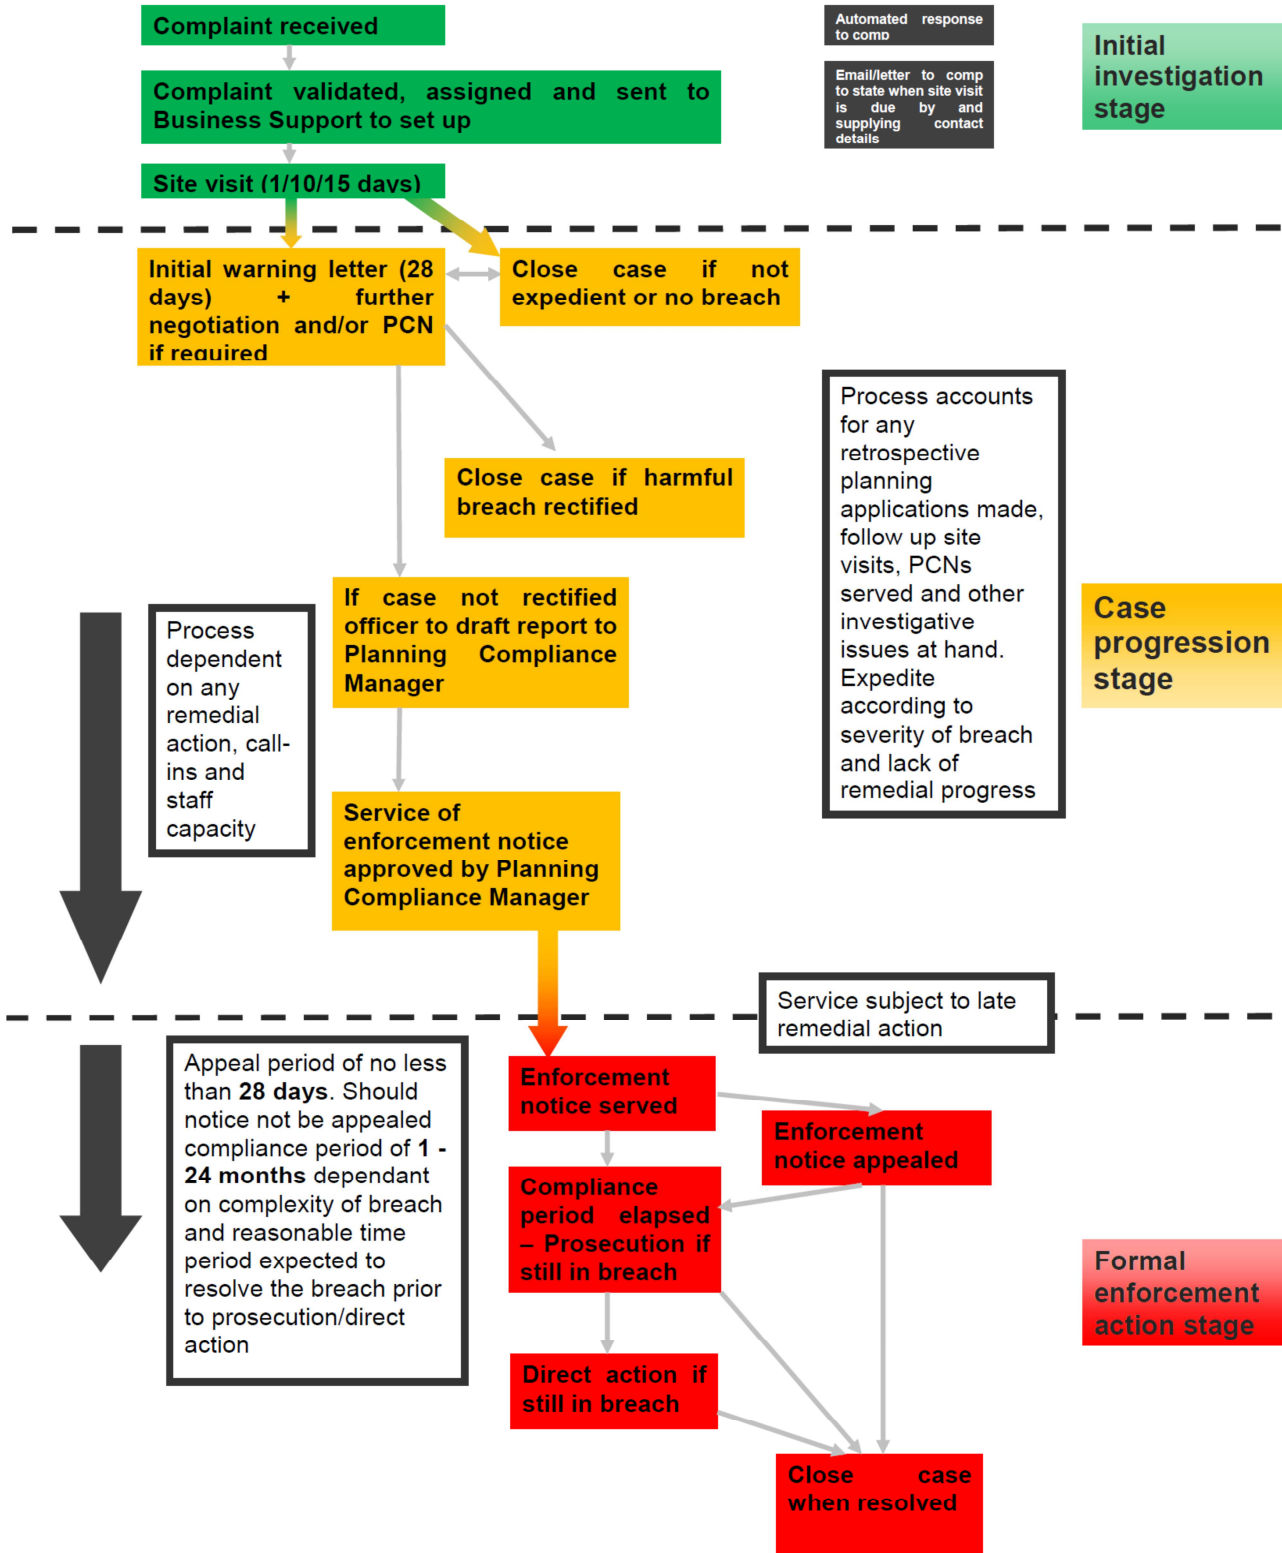 Complaint received
Automated response
to comp
Initial
investigation
stage
Complaint validated, assigned and sent to
Business Support to set up
Email/letter to comp
to state when site visit
is due by and
supplying contact
details
Site visit (1/10/15 days)
Initial warning letter (28
days) + further
negotiation and/or PCN
if required
Close case if not
expedient or no breach
Close case if harmful
breach rectified
Process accounts
for any
retrospective
planning
applications made,
follow up site
visits, PCNs
served and other
investigative
issues at hand.
Expedite
according to
severity of breach
and lack of
remedial progress
Case
progression
stage
If case not rectified
officer to draft report to
Planning Compliance
Manager
Process
dependent
on any
remedial
action, call-
ins and
staff
capacity
Service of
enforcement notice
approved by Planning
Compliance Manager
Service subject to late
remedial action
Appeal period of no less
than 28 days. Should
notice not be appealed
compliance period of 1 -
24 months dependant
on complexity of breach
and reasonable time
period expected to
resolve the breach prior
to prosecution/direct
action
Enforcement
notice served
Enforcement
notice appealed
Compliance
period elapsed
– Prosecution if
still in breach
Formal
enforcement
action stage
Direct action if
still in breach
Close case
when resolved